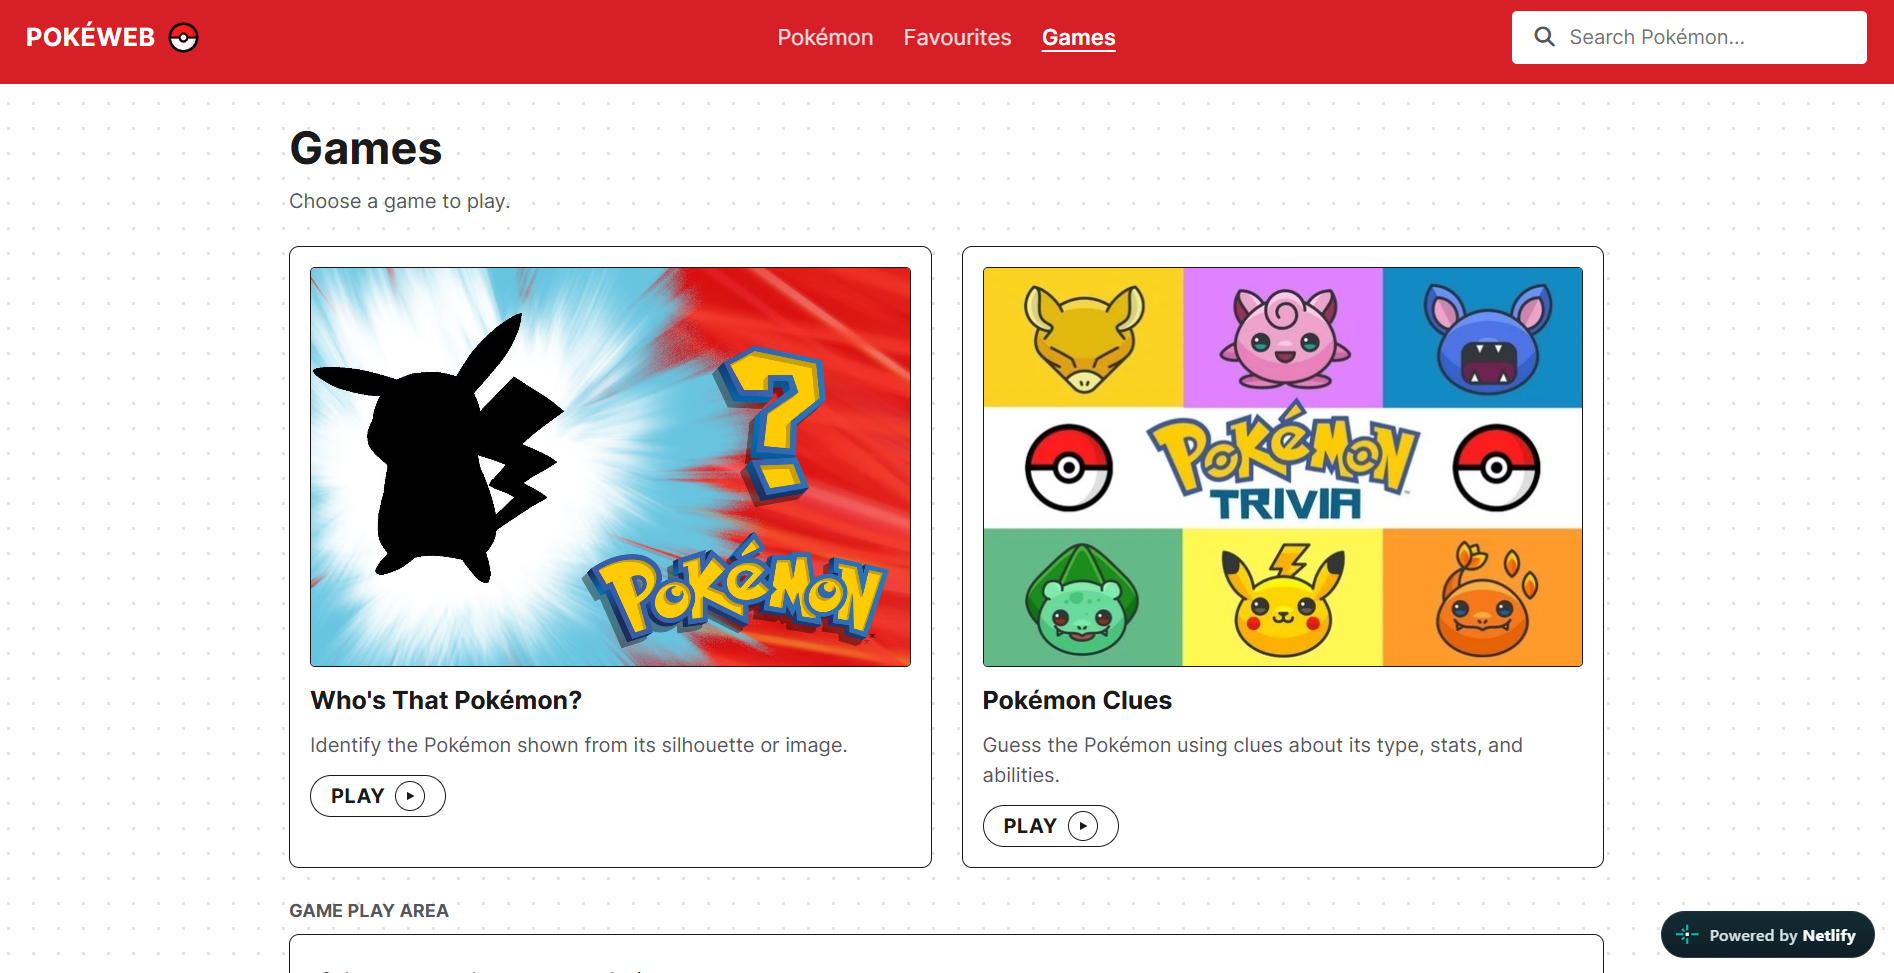 POKÉWEB
Pokémon Favourites Games
Search Pokémon...
Games
Choose a game to play.
?
POKéMON
POKéMON
TRIVIA
Who's That Pokémon?
Identify the Pokémon shown from its silhouette or image.
PLAY
Pokémon Clues
Guess the Pokémon using clues about its type, stats, and
abilities.
PLAY
GAME PLAY AREA
Powered by Netlify